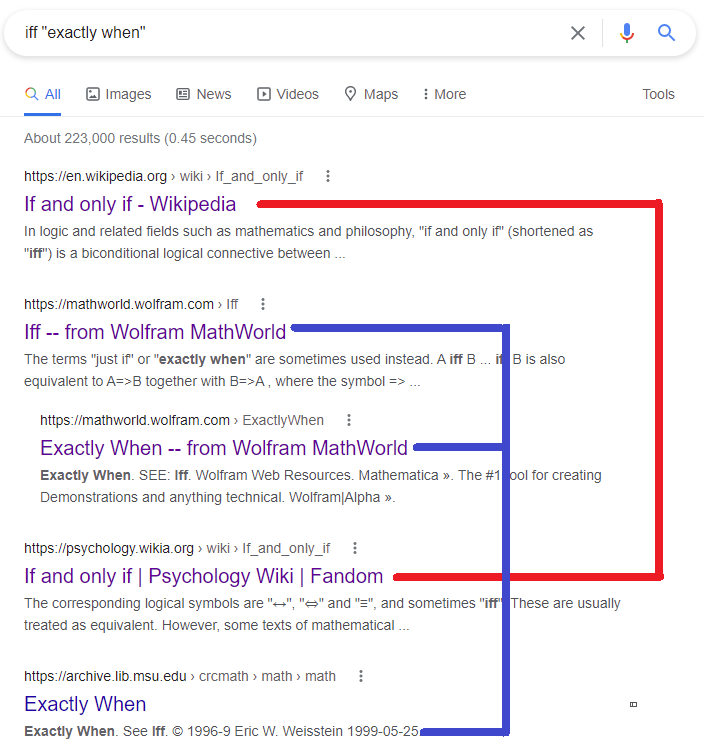 iff "exactly when"
All Images News Videos Maps More Tools
About 223,000 results (0.45 seconds)
https://en.wikipedia.org › wiki › If_and_only_if
If and only if - Wikipedia
In logic and related fields such as mathematics and philosophy, "if and only if" (shortened as
"iff") is a biconditional logical connective between ...
https://mathworld.wolfram.com › Iff
Iff -- from Wolfram MathWorld
The terms "just if" or "exactly when" are sometimes used instead. A iff B ... iff B is also
equivalent to A=>B together with B=>A , where the symbol => ...
https://mathworld.wolfram.com › ExactlyWhen
Exactly When -- from Wolfram MathWorld
Exactly When. SEE: Iff. Wolfram Web Resources. Mathematica ». The #1 tool for creating
Demonstrations and anything technical. Wolfram|Alpha ».
https://psychology.wikia.org › wiki › If_and_only_if
If and only if | Psychology Wiki | Fandom
The corresponding logical symbols are "↔", "⇔" and "≡", and sometimes "iff". These are usually
treated as equivalent. However, some texts of mathematical ...
https://archive.lib.msu.edu › crcmath › math › math
Exactly When
Exactly When. See Iff. © 1996-9 Eric W. Weisstein 1999-05-25